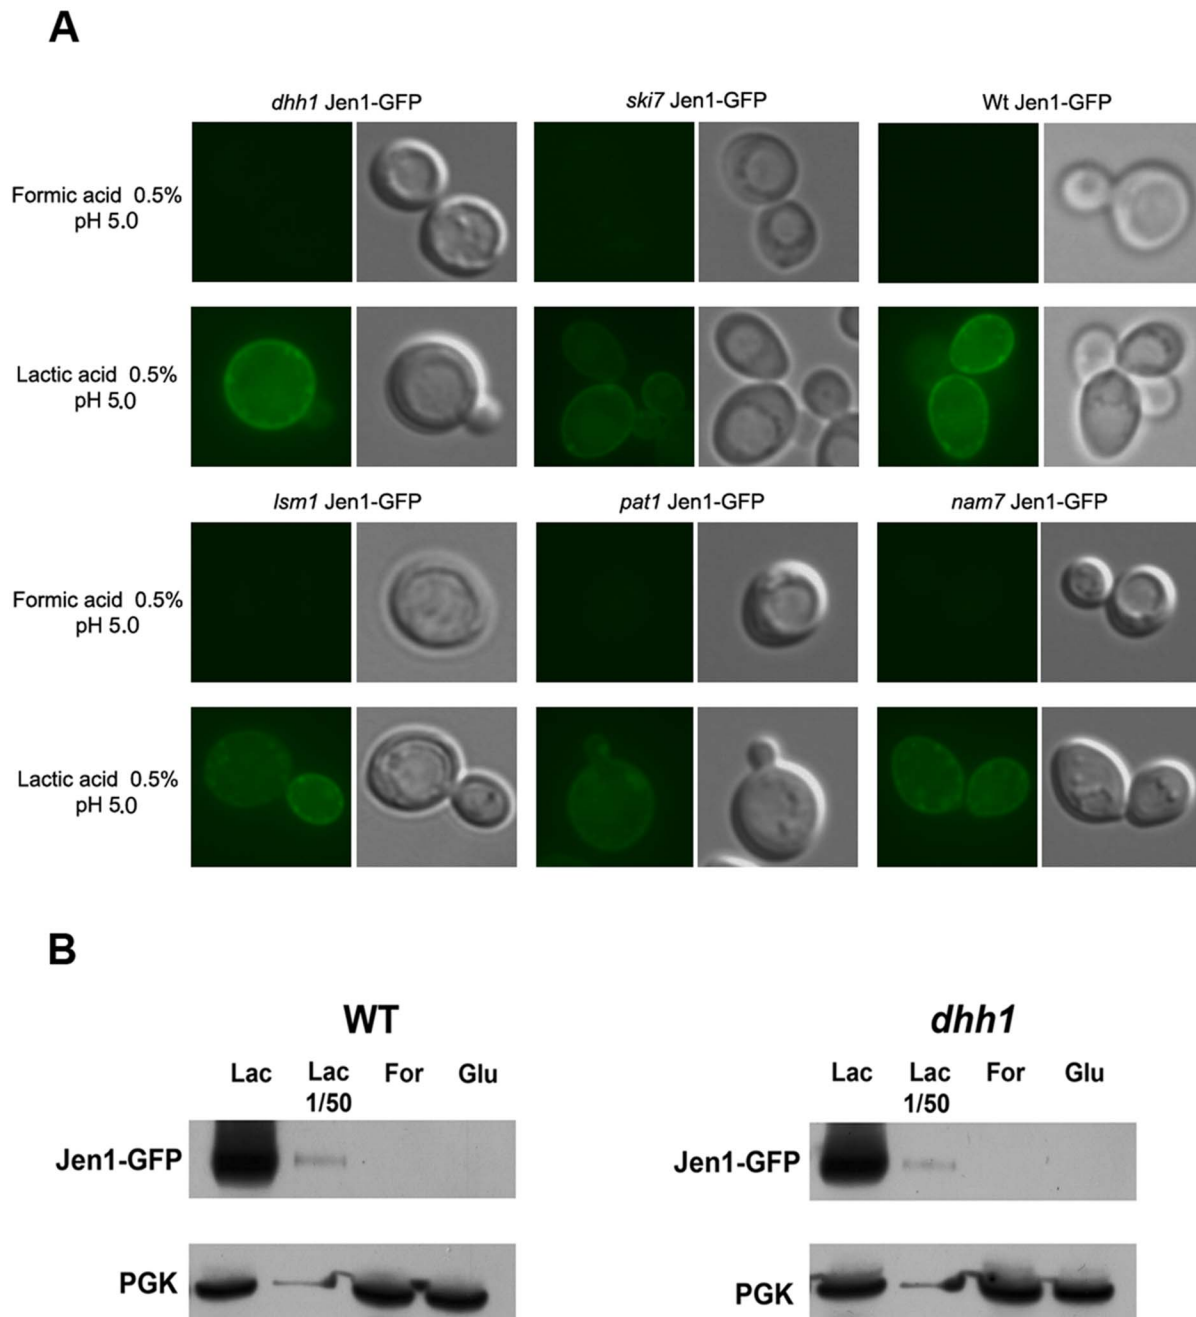 A
dhh1 Jen1-GFP
ski7 Jen1-GFP
Wt Jen1-GFP
Formic acid 0.5%
pH 5.0
Lactic acid 0.5%
pH 5.0
lsm1 Jen1-GFP
pat1 Jen1-GFP
nam7 Jen1-GFP
Formic acid 0.5%
pH 5.0
Lactic acid 0.5%
pH 5.0
B
WT
Lac
Lac
1/50
For
Glu
Jen1-GFP
PGK
dhh1
Lac
Lac
1/50
For
Glu
Jen1-GFP
PGK